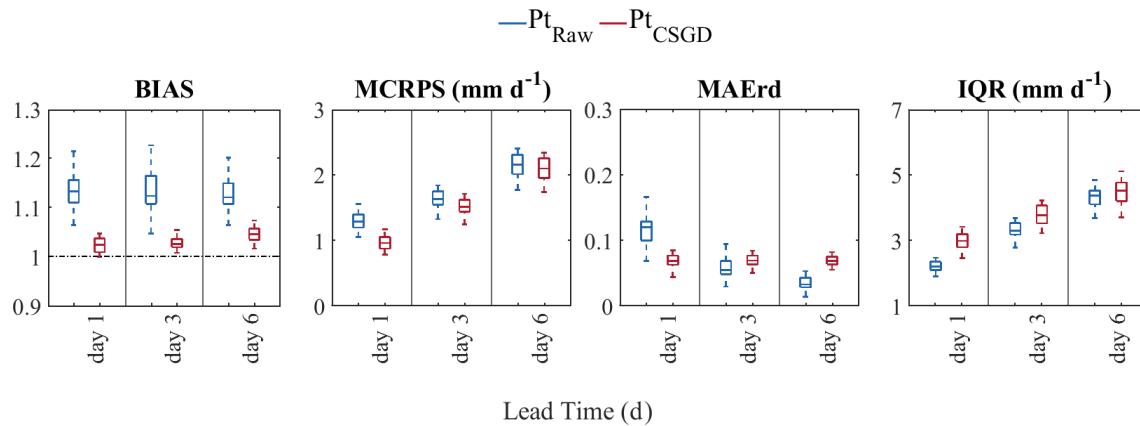 Pt_Raw Pt_CSGD
BIAS
1.3
1.2
1.1
1
0.9
day 1
day 3
day 6
MCRPS (mm d⁻¹)
3
2
1
0
day 1
day 3
day 6
MAErd
0.3
0.2
0.1
0
day 1
day 3
day 6
IQR (mm d⁻¹)
7
5
3
1
day 1
day 3
day 6
Lead Time (d)